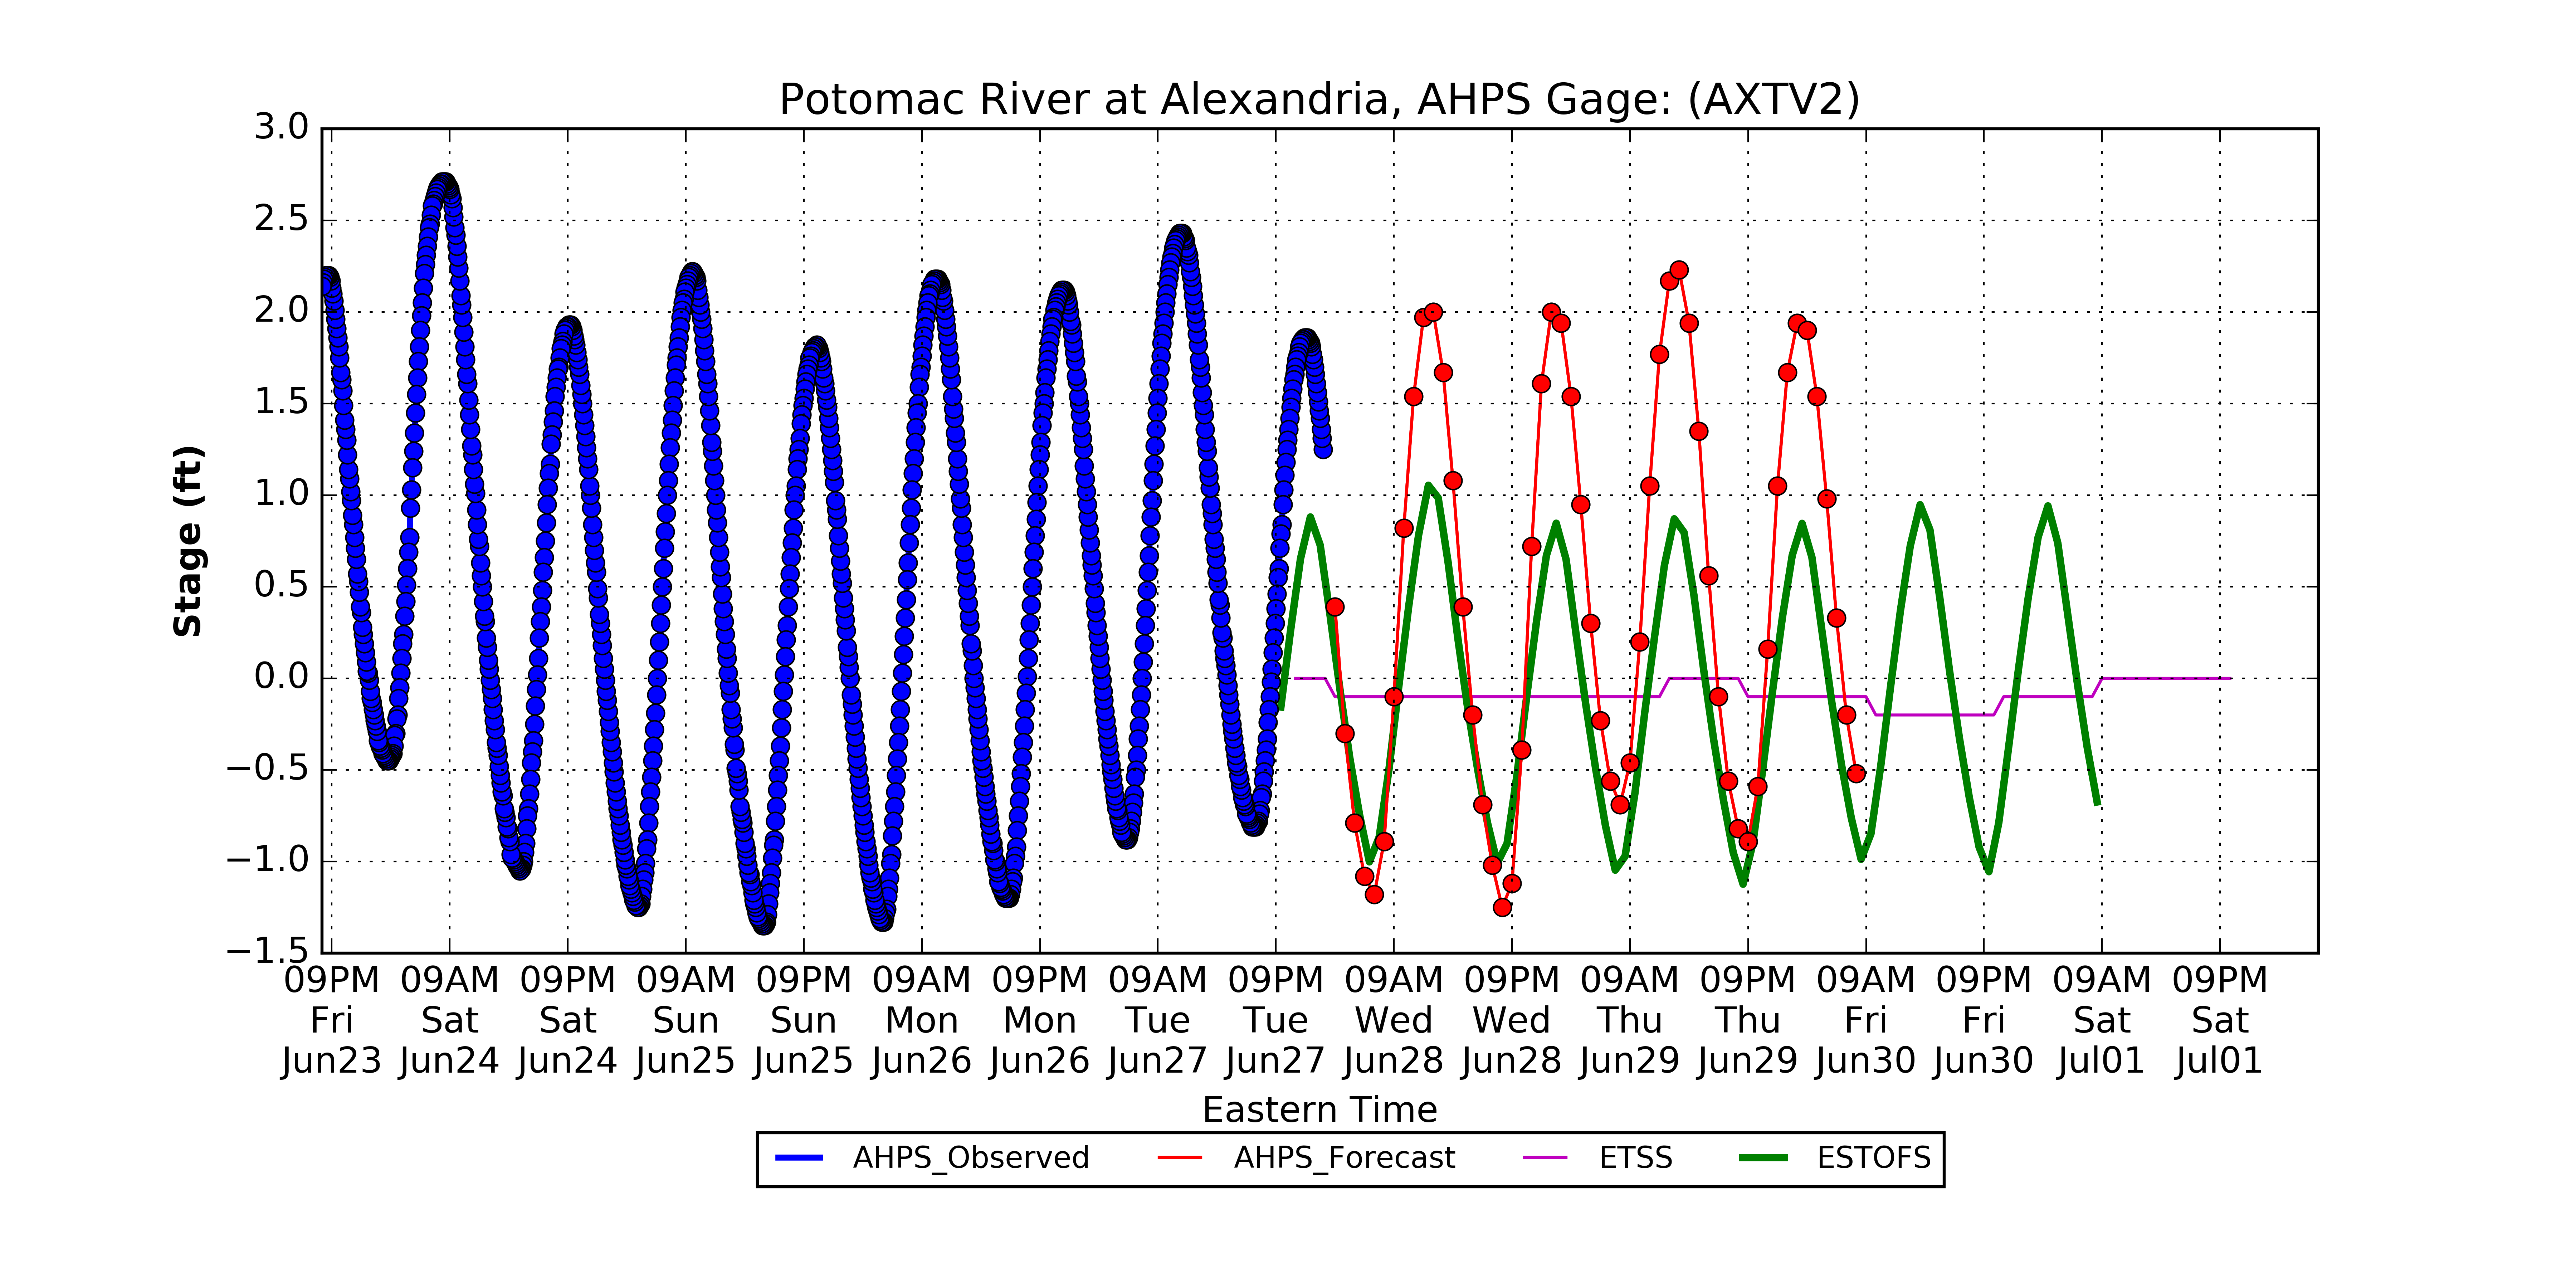 Potomac River at Alexandria, AHPS Gage: (AXTV2)
3.0
2.5
2.0
1.5
1.0
0.5
0.0
−0.5
−1.0
−1.5
Stage (ft)
09PM 09AM 09PM 09AM 09PM 09AM 09PM 09AM 09PM 09AM 09PM 09AM 09PM 09AM 09PM 09AM 09PM
Fri Sat Sat Sun Sun Mon Mon Tue Tue Wed Wed Thu Thu Fri Fri Sat Sat
Jun23 Jun24 Jun24 Jun25 Jun25 Jun26 Jun26 Jun27 Jun27 Jun28 Jun28 Jun29 Jun29 Jun30 Jun30 Jul01 Jul01
Eastern Time
AHPS_Observed AHPS_Forecast ETSS ESTOFS